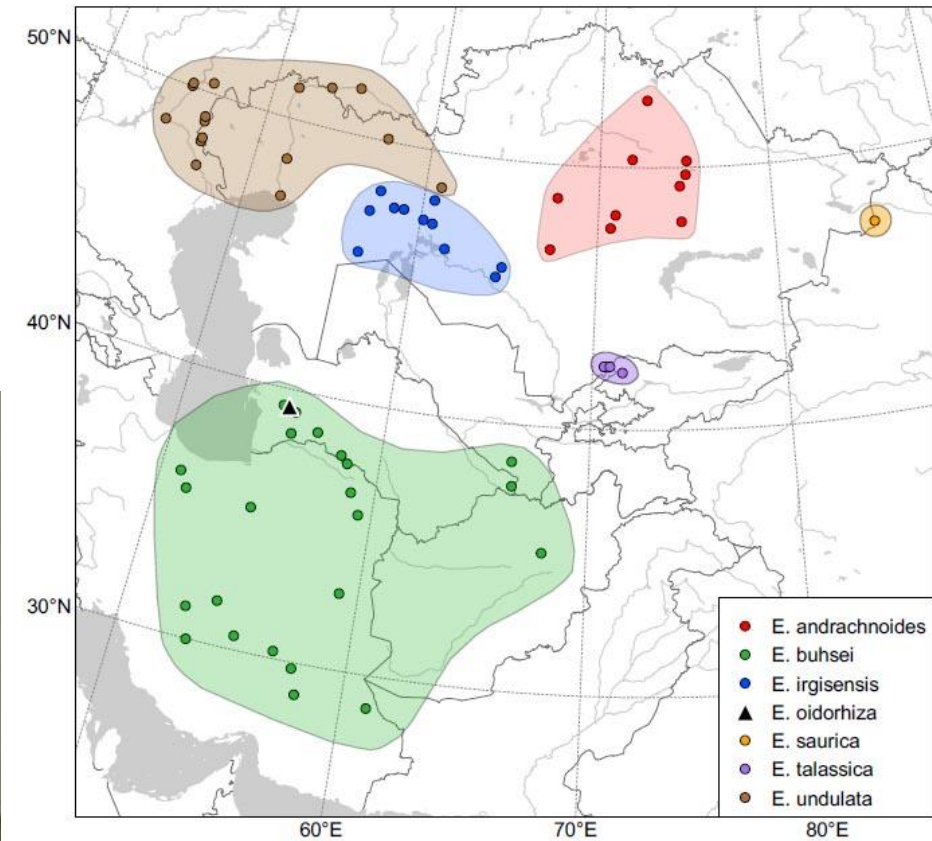 50°N
40°N
30°N
E. andrachnoides
E. buhsei
E. irgisensis
E. oidorhiza
E. saurica
E. talassica
E. undulata
60°E
70°E
80°E